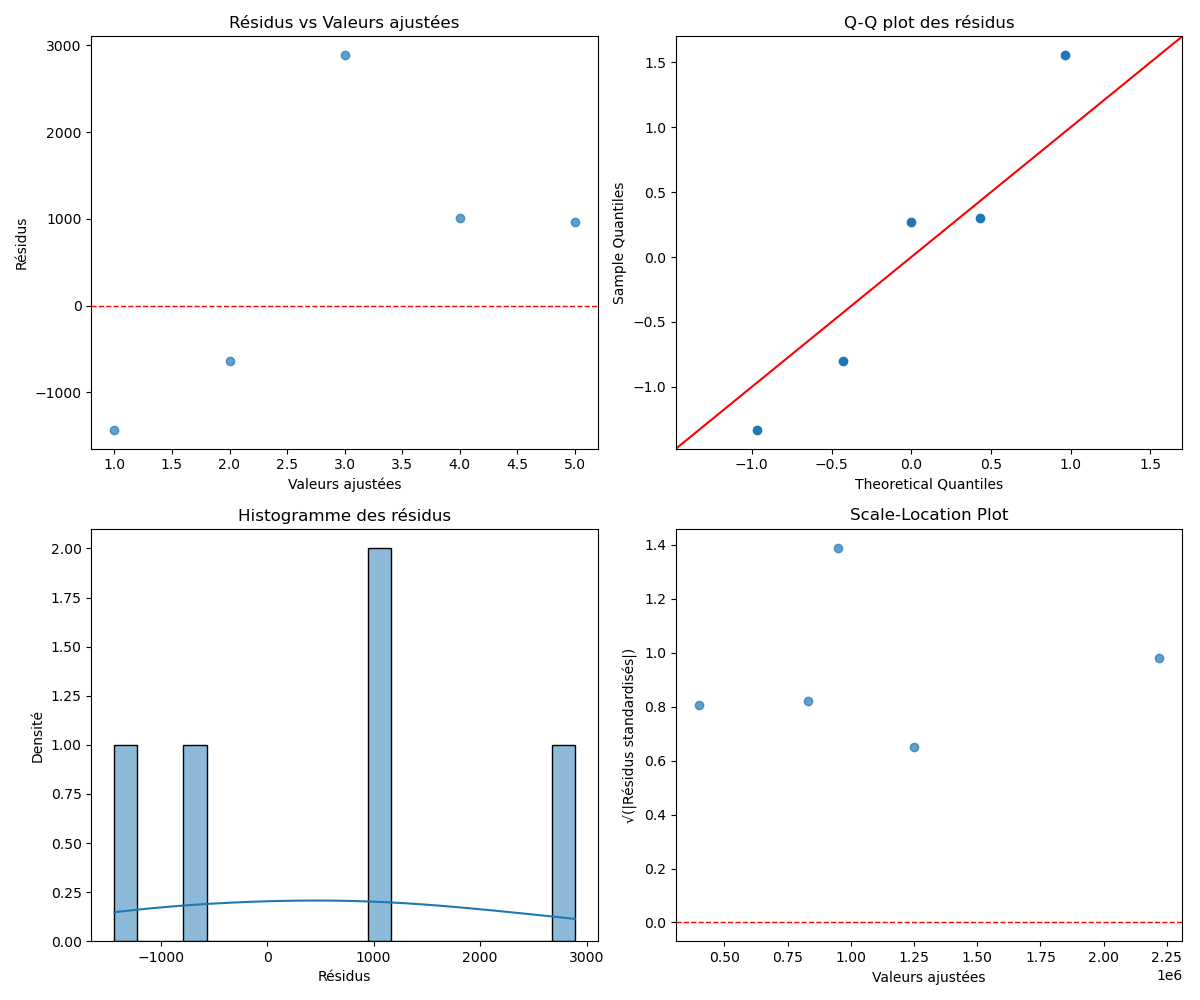 Résidus vs Valeurs ajustées
3000
2000
1000
0
−1000
Résidus
1.0 1.5 2.0 2.5 3.0 3.5 4.0 4.5 5.0
Valeurs ajustées
Q-Q plot des résidus
1.5
1.0
0.5
0.0
−0.5
−1.0
Sample Quantiles
−1.0 −0.5 0.0 0.5 1.0 1.5
Theoretical Quantiles
Histogramme des résidus
2.00
1.75
1.50
1.25
1.00
0.75
0.50
0.25
0.00
Densité
−1000 0 1000 2000 3000
Résidus
Scale-Location Plot
1.4
1.2
1.0
0.8
0.6
0.4
0.2
0.0
√(|Résidus standardisés|)
0.50 0.75 1.00 1.25 1.50 1.75 2.00 2.25
1e6
Valeurs ajustées